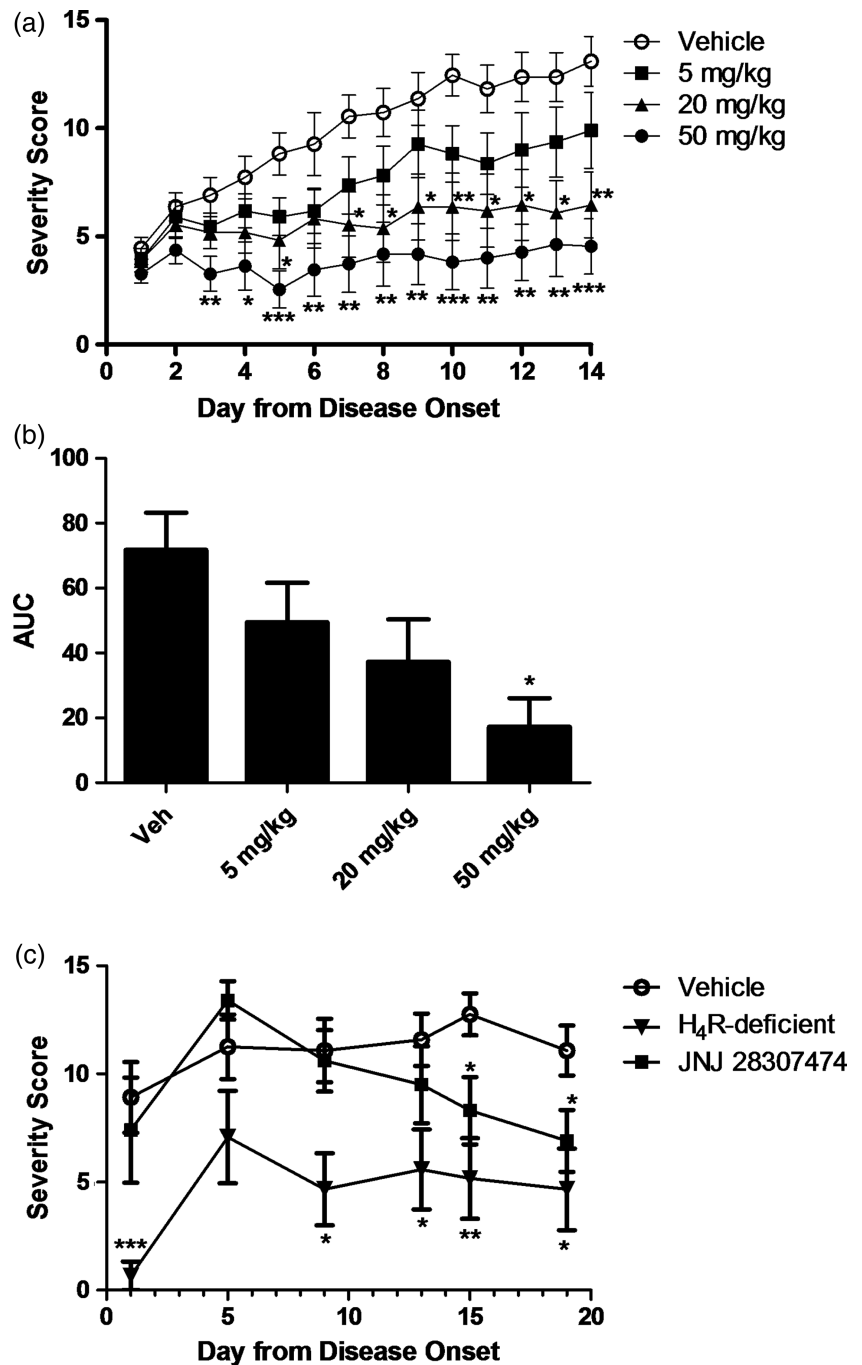 (a)
15
10
5
0
Severity Score
0 2 4 6 8 10 12 14
Day from Disease Onset
Vehicle
5 mg/kg
20 mg/kg
50 mg/kg
* * * ** * * * **
*
** * *** ** ** ** ** *** ** ** ** ***
(b)
100
80
60
40
20
0
AUC
*
Veh
5 mg/kg
20 mg/kg
50 mg/kg
(c)
15
10
5
0
Severity Score
0 5 10 15 20
Day from Disease Onset
Vehicle
H₄R-deficient
JNJ 28307474
* *
*** * * ** *